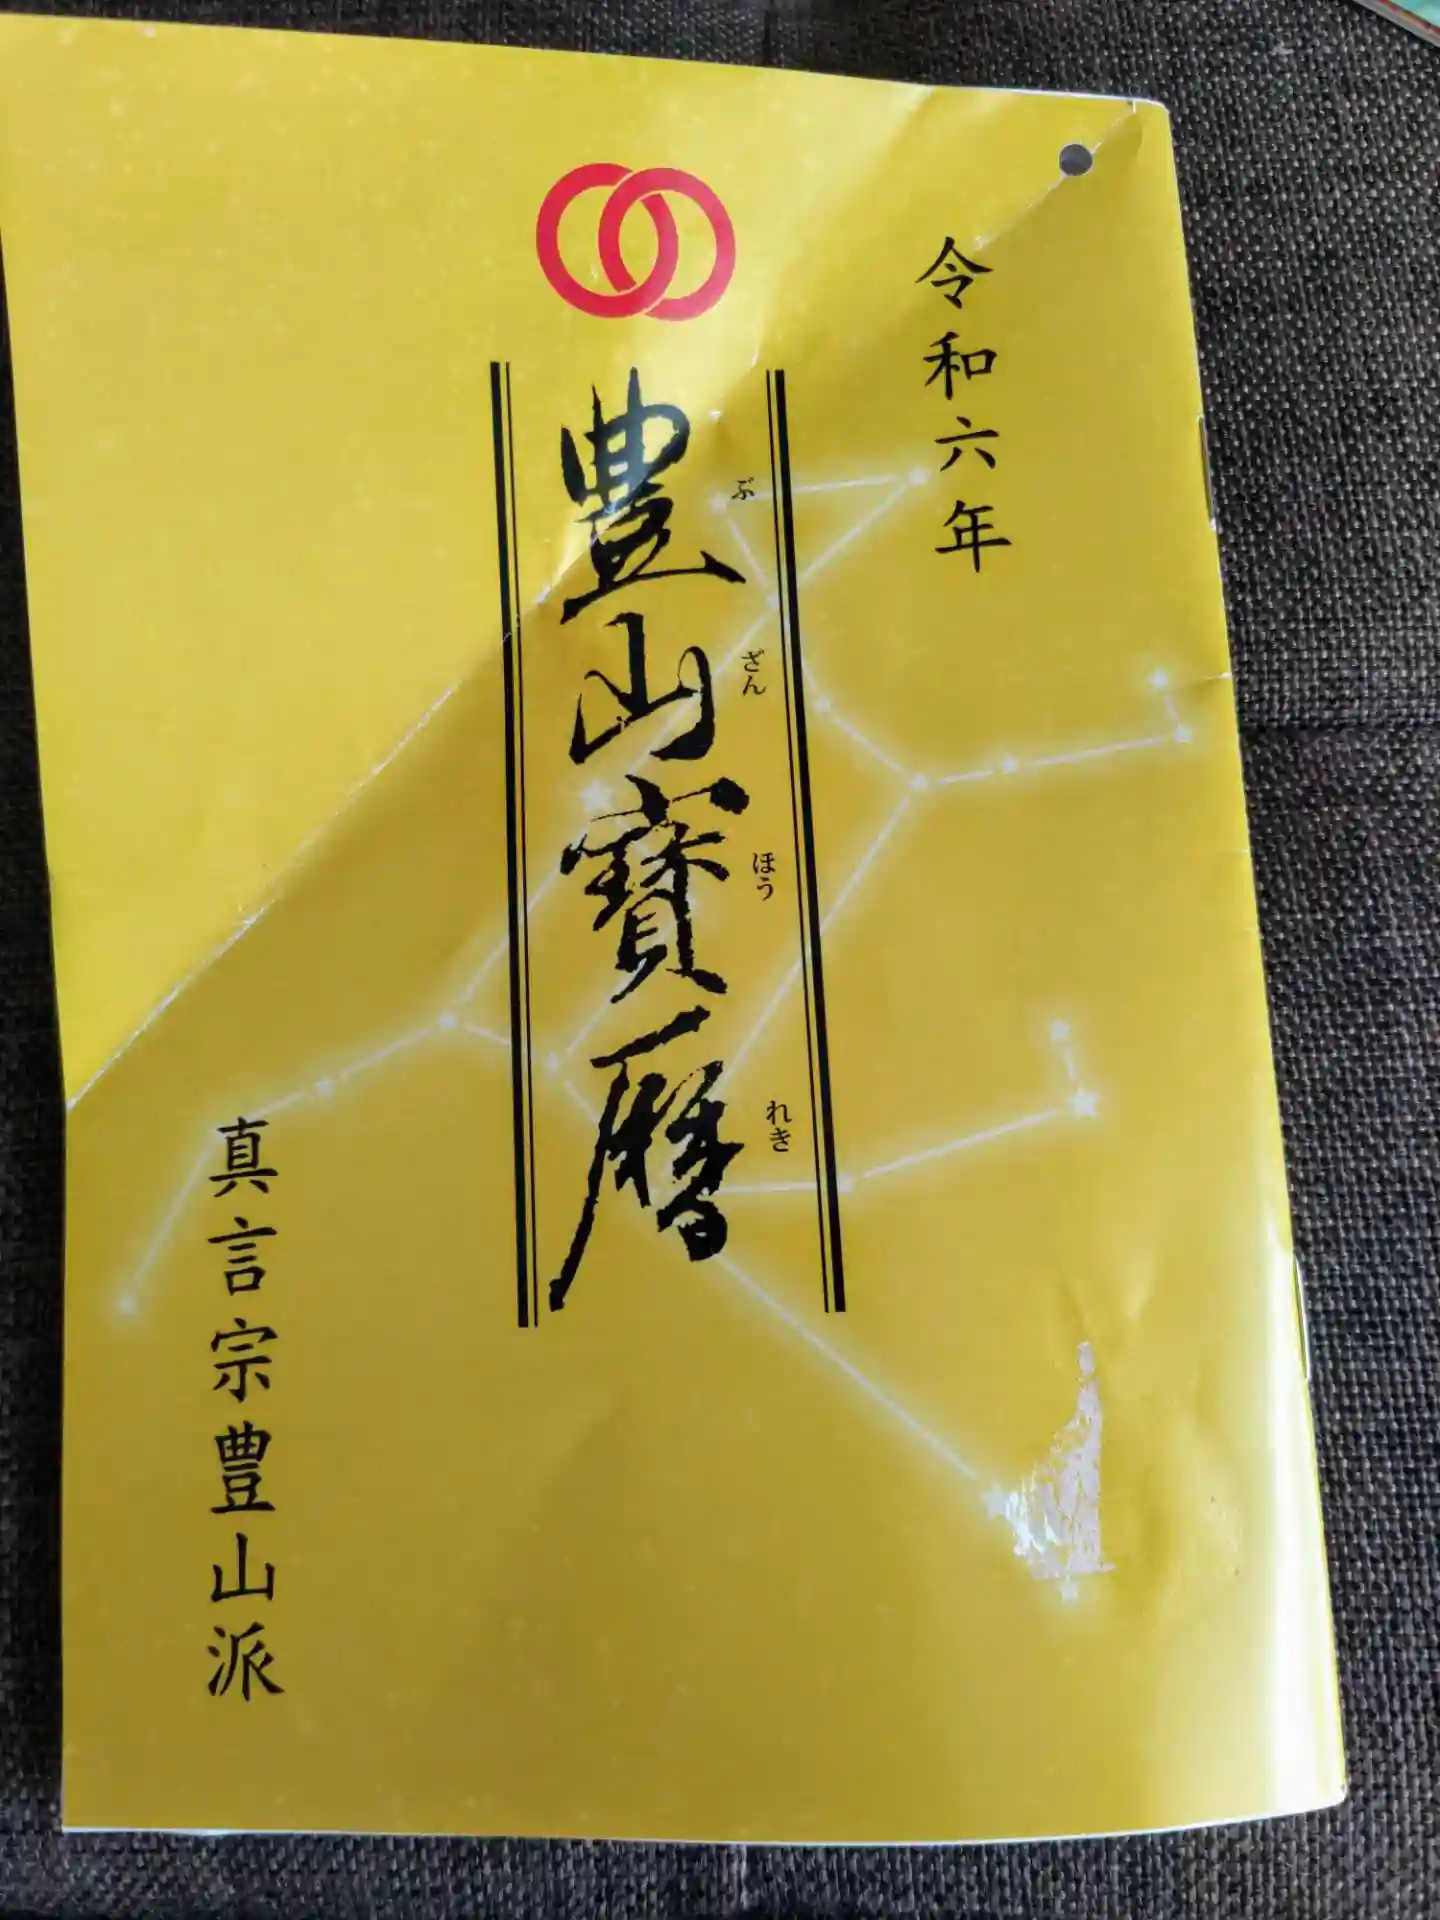 令和六年
豊山寶暦
ぶざんほうれき
真言宗豊山派